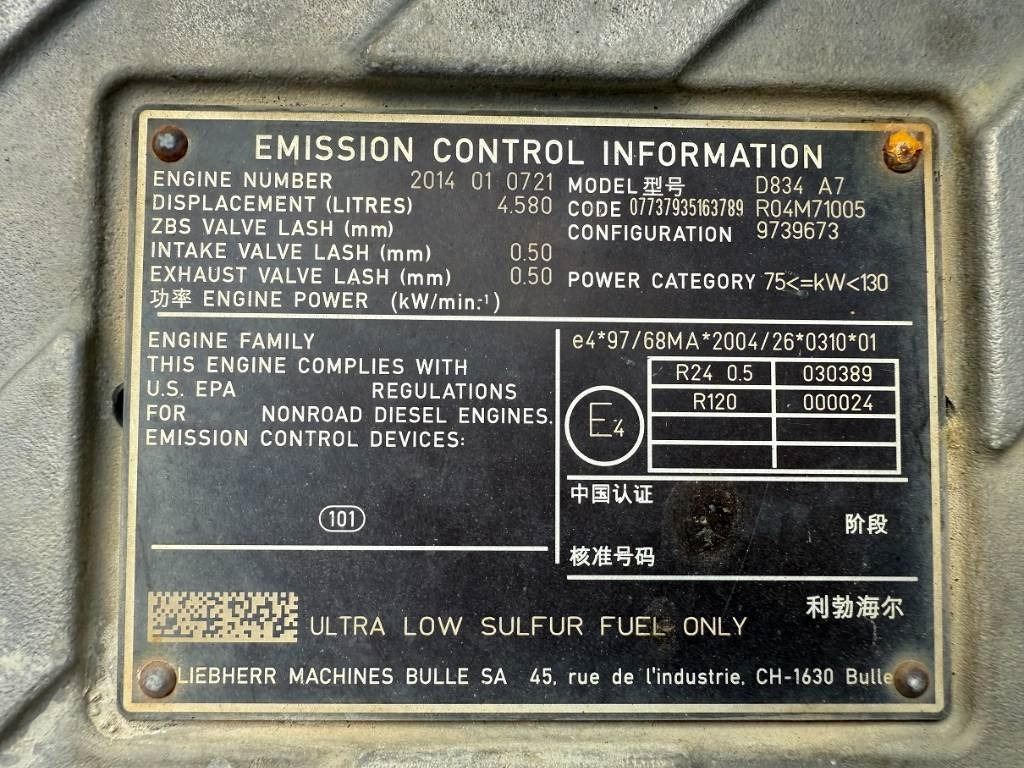 EMISSION CONTROL INFORMATION
ENGINE NUMBER 2014 01 0721
DISPLACEMENT (LITRES) 4.580
ZBS VALVE LASH (mm)
INTAKE VALVE LASH (mm) 0.50
EXHAUST VALVE LASH (mm) 0.50
功率 ENGINE POWER (kW/min.-¹)
MODEL 型号 D834 A7
CODE 07737935163789 R04M71005
CONFIGURATION 9739673
POWER CATEGORY 75<=kW<130
ENGINE FAMILY
THIS ENGINE COMPLIES WITH
U.S. EPA REGULATIONS
FOR NONROAD DIESEL ENGINES.
EMISSION CONTROL DEVICES:
101
e4*97/68MA*2004/26*0310*01
E4
R24 0.5 030389
R120 000024
中国认证
阶段
核准号码
利勃海尔
ULTRA LOW SULFUR FUEL ONLY
LIEBHERR MACHINES BULLE SA 45, rue de l'industrie, CH-1630 Bulle